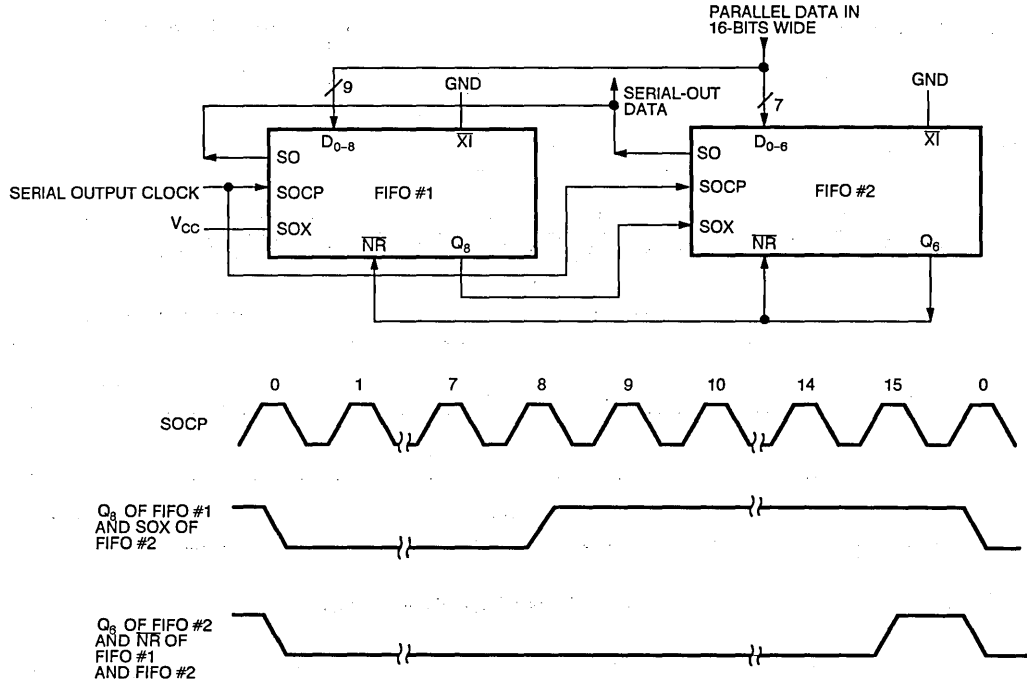 PARALLEL DATA IN
16-BITS WIDE
9
GND
SERIAL-OUT
DATA
7
GND
D0–8
XI
D0–6
XI
SO
SO
SERIAL OUTPUT CLOCK
SOCP
FIFO #1
SOCP
FIFO #2
VCC
SOX
SOX
NR
Q8
NR
Q6
0 1 7 8 9 10 14 15 0
SOCP
Q8 OF FIFO #1
AND SOX OF
FIFO #2
Q6 OF FIFO #2
AND NR OF
FIFO #1
AND FIFO #2